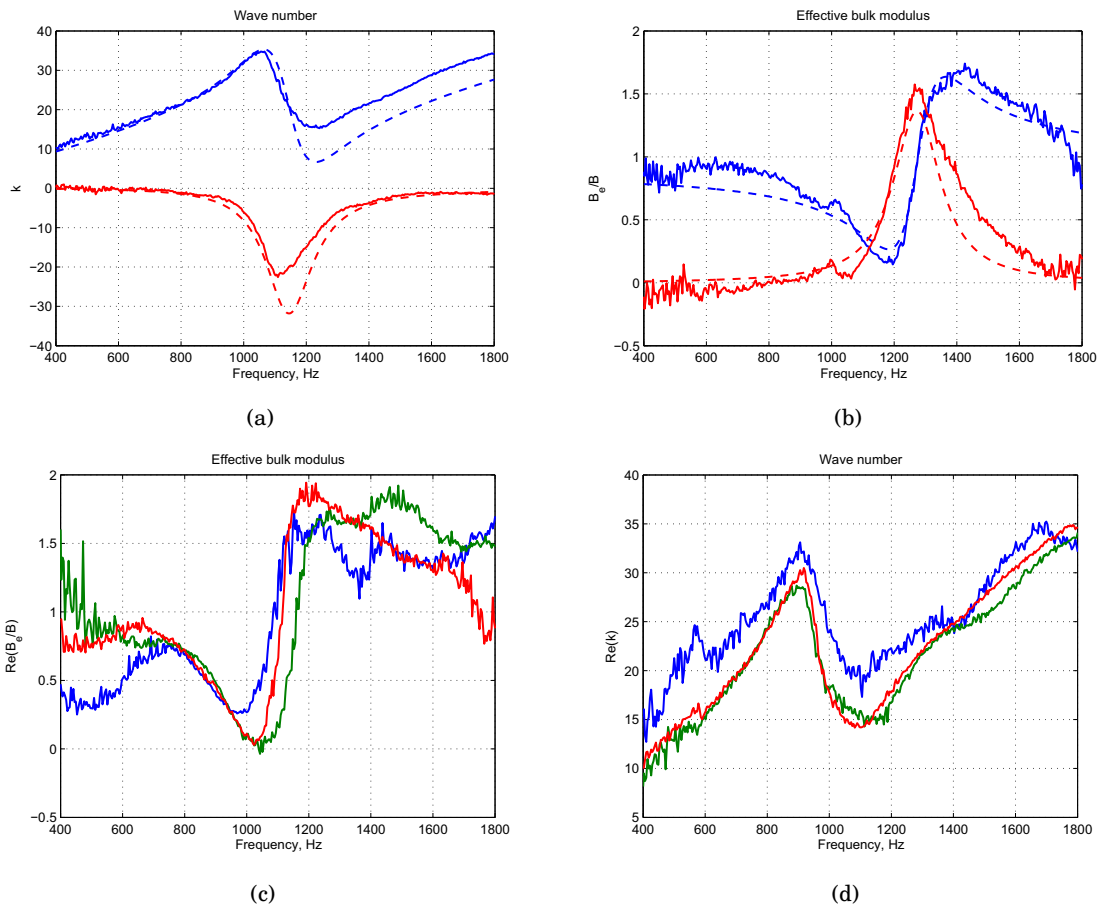 Wave number
40
30
20
10
0
−10
−20
−30
−40
k
400 600 800 1000 1200 1400 1600 1800
Frequency, Hz
(a)
Effective bulk modulus
2
1.5
1
0.5
0
−0.5
B_e/B
400 600 800 1000 1200 1400 1600 1800
Frequency, Hz
(b)
Effective bulk modulus
2
1.5
1
0.5
0
−0.5
Re(B_e/B)
400 600 800 1000 1200 1400 1600 1800
Frequency, Hz
(c)
Wave number
40
35
30
25
20
15
10
5
Re(k)
400 600 800 1000 1200 1400 1600 1800
Frequency, Hz
(d)